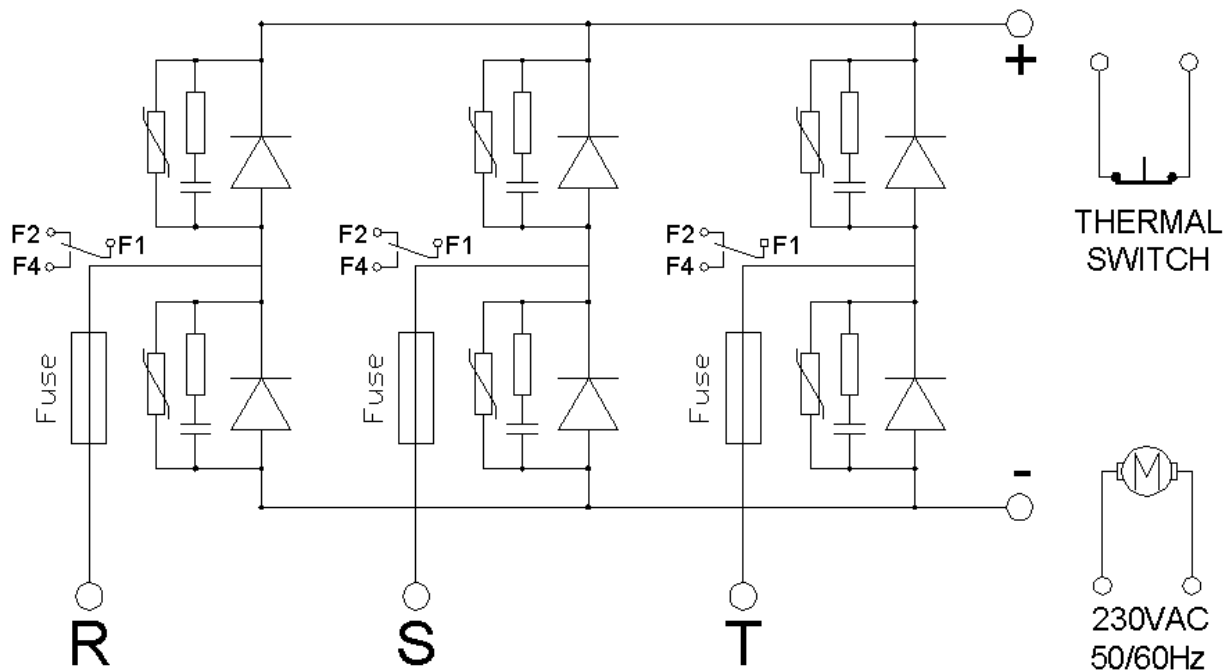 +
THERMAL
SWITCH
F2
F1
F4
F2
F1
F4
F2
F1
F4
Fuse
Fuse
Fuse
M
-
R
S
T
230VAC
50/60Hz